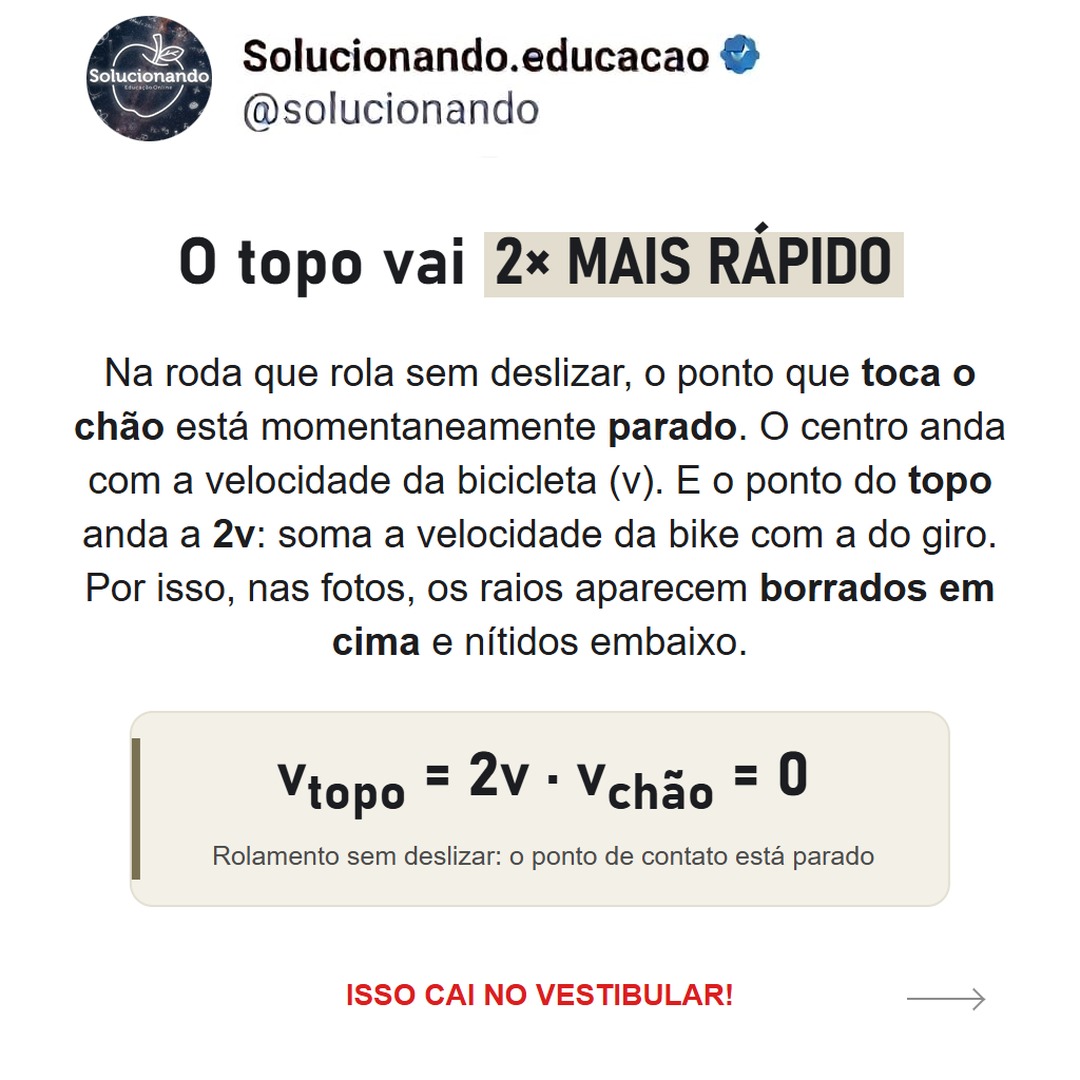 Solucionando
Educação Online
Solucionando.educacao
@solucionando
O topo vai 2× MAIS RÁPIDO
Na roda que rola sem deslizar, o ponto que toca o
chão está momentaneamente parado. O centro anda
com a velocidade da bicicleta (v). E o ponto do topo
anda a 2v: soma a velocidade da bike com a do giro.
Por isso, nas fotos, os raios aparecem borrados em
cima e nítidos embaixo.
vtopo = 2v · vchão = 0
Rolamento sem deslizar: o ponto de contato está parado
ISSO CAI NO VESTIBULAR!